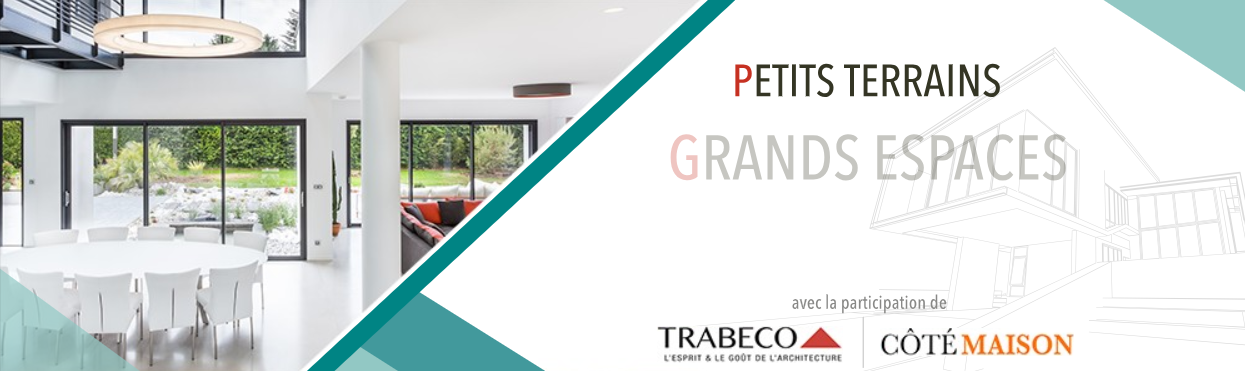 PETITS TERRAINS
GRANDS ESPACES
avec la participation de
TRABECO
L'ESPRIT & LE GOÛT DE L'ARCHITECTURE
CÔTÉ MAISON